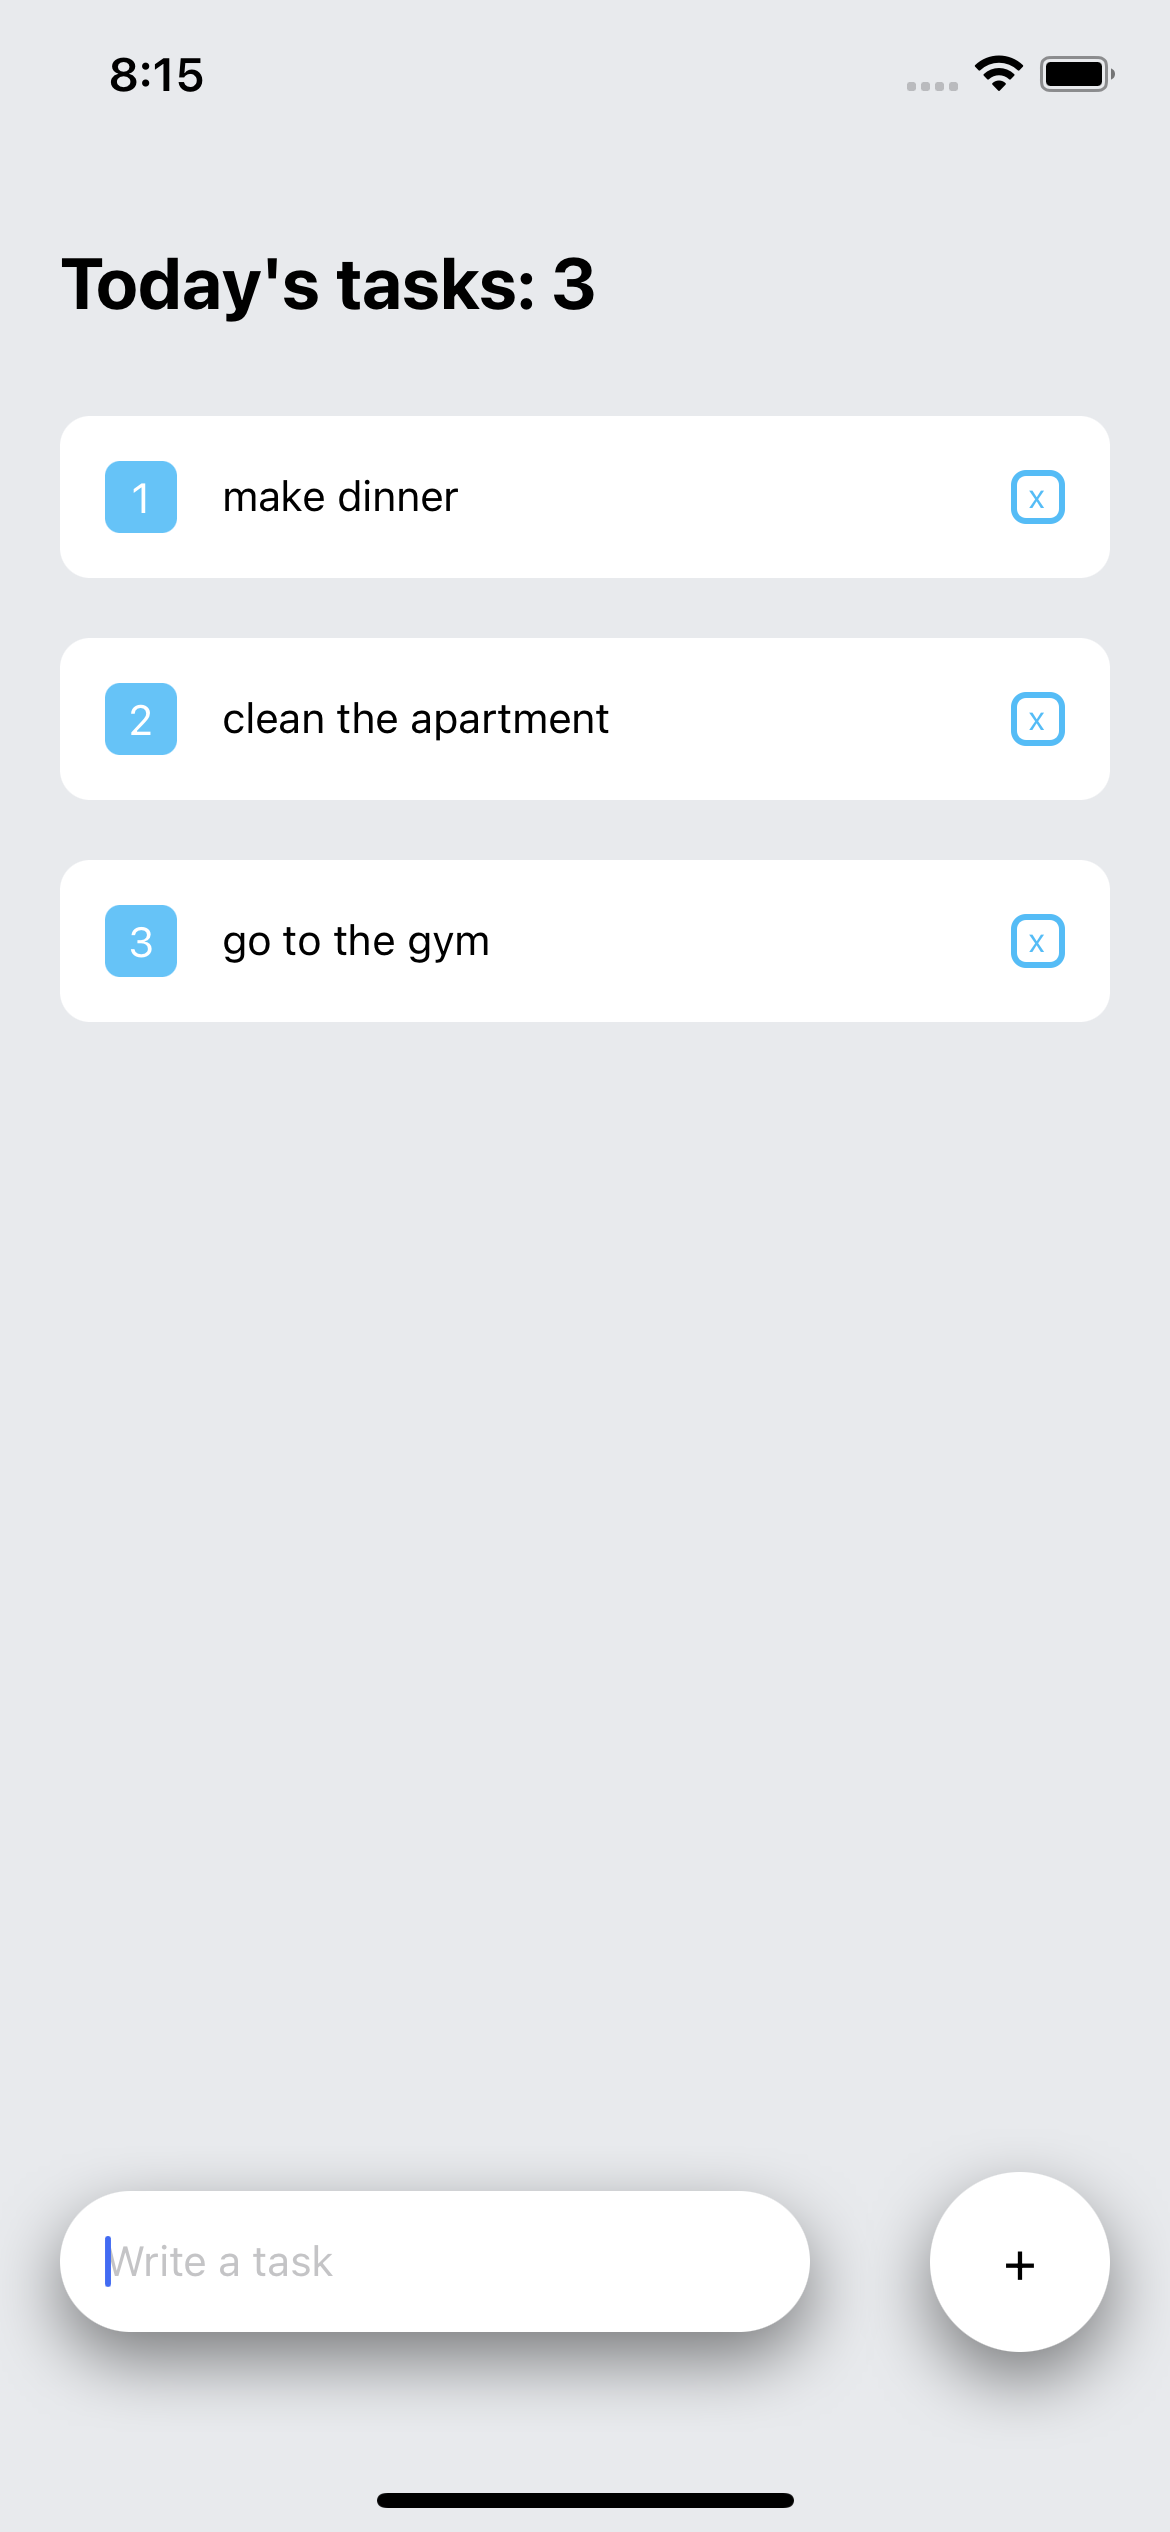 8:15
Today's tasks: 3
1 make dinner x
2 clean the apartment x
3 go to the gym x
Write a task +